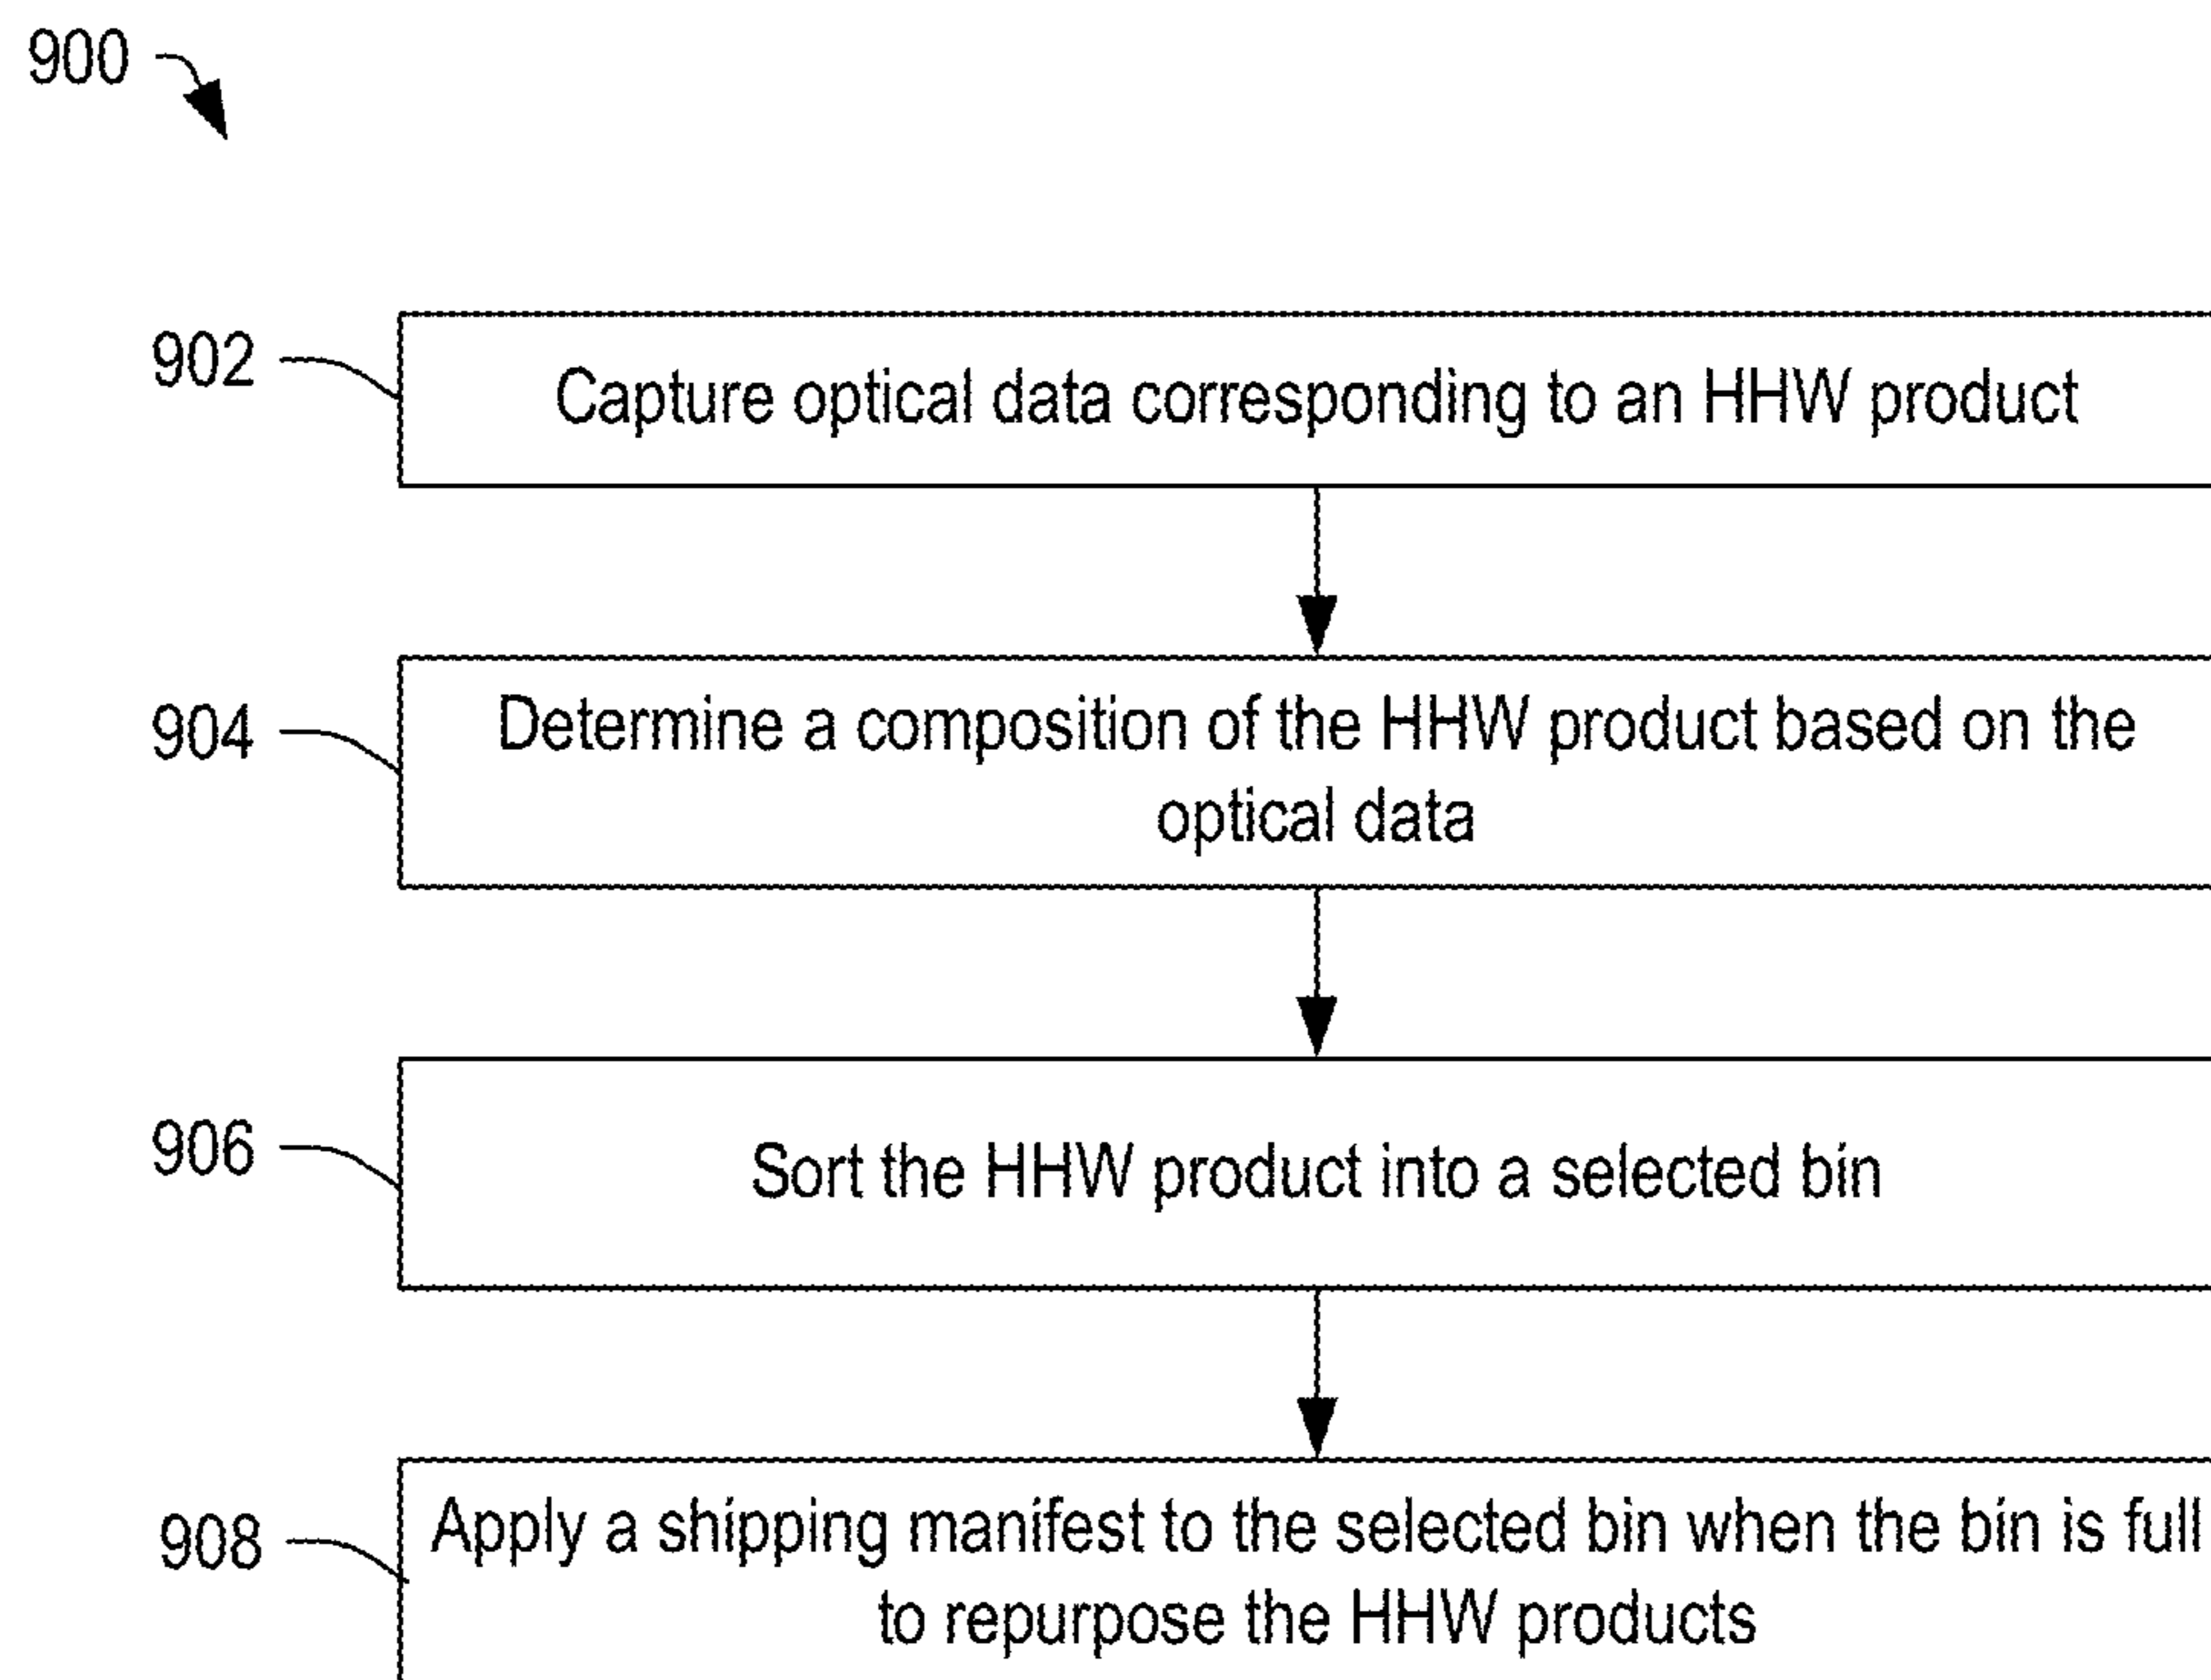 900
902
Capture optical data corresponding to an HHW product
904
Determine a composition of the HHW product based on the
optical data
906
Sort the HHW product into a selected bin
908
Apply a shipping manifest to the selected bin when the bin is full
to repurpose the HHW products